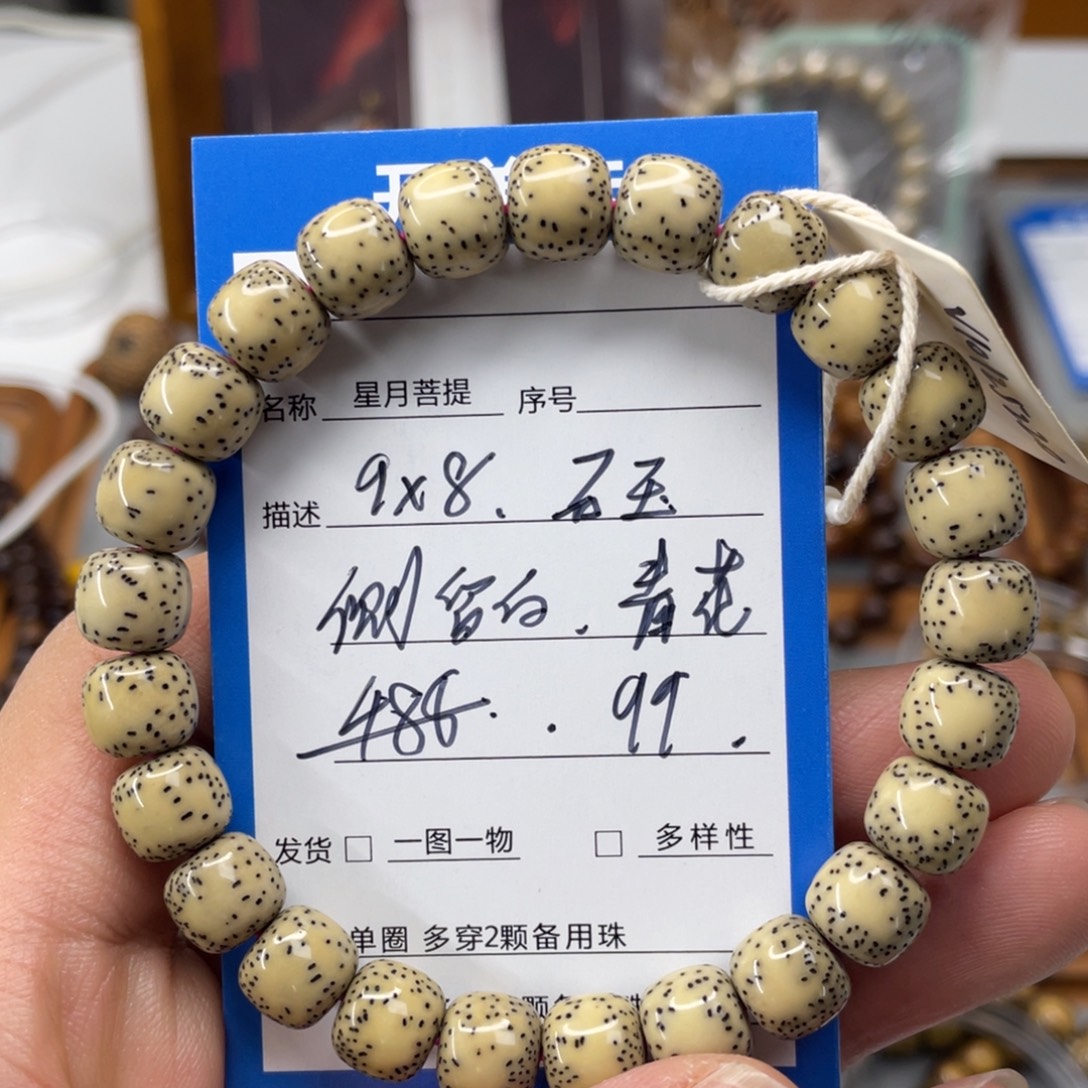 名称 星月菩提 序号
描述 9x8. 石玉
侧留白. 青花
488. . 99.
发货 □ 一图一物 □ 多样性
单圈 多穿2颗备用珠